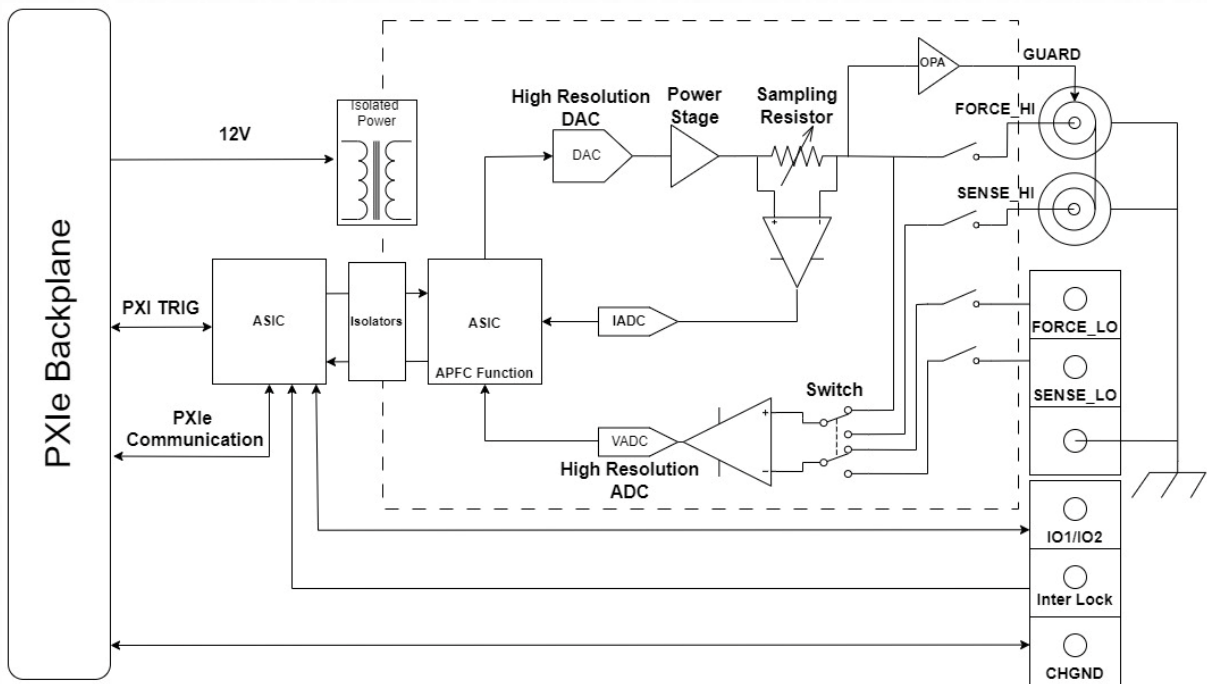 PXIe Backplane
12V
PXI TRIG
PXIe
Communication
ASIC
Isolated
Power
Isolators
ASIC
APFC Function
High Resolution
DAC
DAC
Power
Stage
Sampling
Resistor
OPA
GUARD
FORCE_HI
SENSE_HI
+
-
IADC
VADC
High Resolution
ADC
+
−
Switch
FORCE_LO
SENSE_LO
IO1/IO2
Inter Lock
CHGND